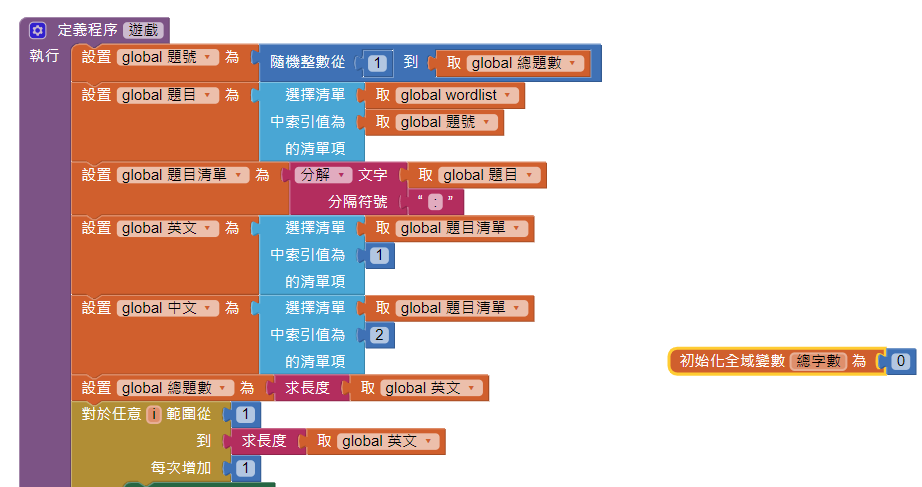 定義程序 遊戲
執行 設置 global 題號 為 隨機整數從 1 到 取 global 總題數
設置 global 題目 為 選擇清單 取 global wordlist
中索引值為 取 global 題號
的清單項
設置 global 題目清單 為 分解 文字 取 global 題目
分隔符號 “ : ”
設置 global 英文 為 選擇清單 取 global 題目清單
中索引值為 1
的清單項
設置 global 中文 為 選擇清單 取 global 題目清單
中索引值為 2
的清單項
初始化全域變數 總字數 為 0
設置 global 總題數 為 求長度 取 global 英文
對於任意 i 範圍從 1
到 求長度 取 global 英文
每次增加 1